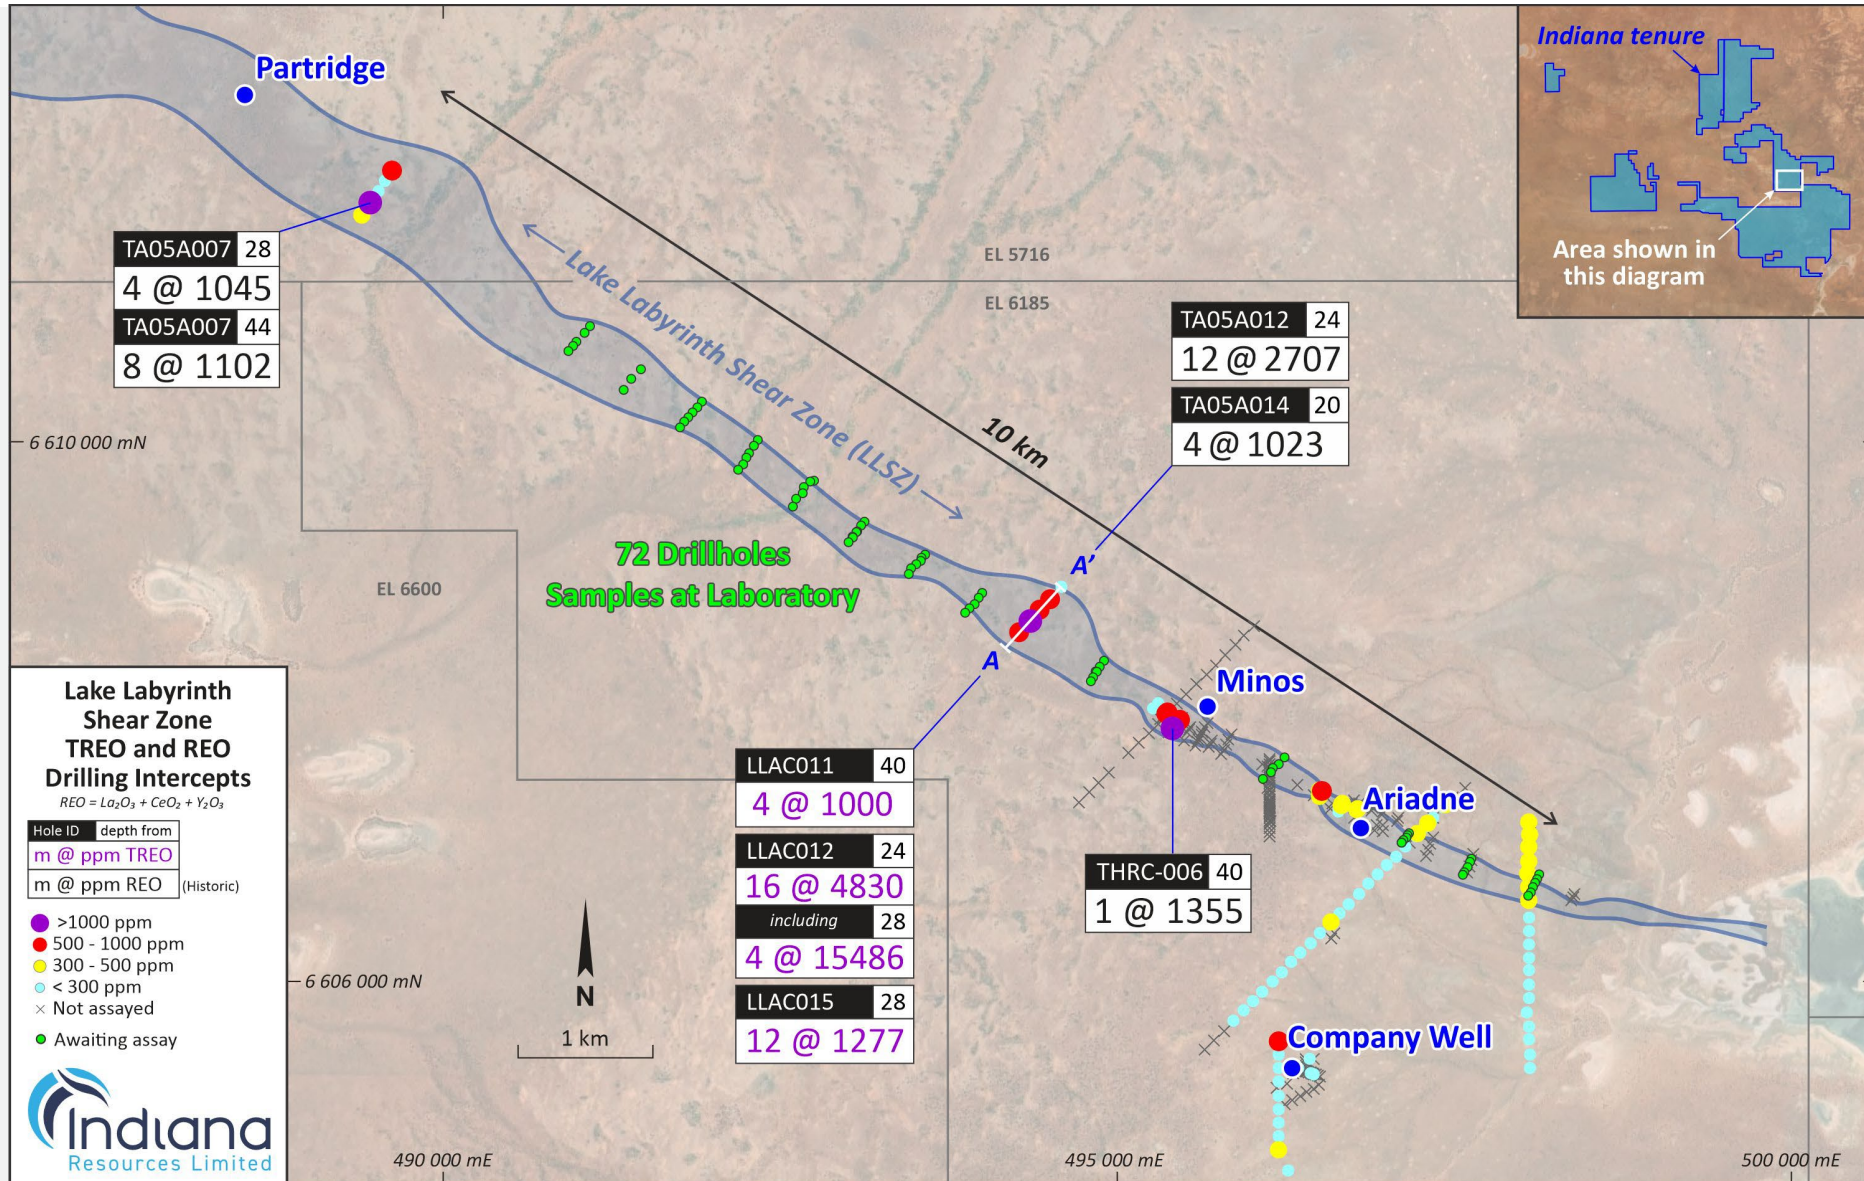 Partridge
Indiana tenure
Area shown in
this diagram
EL 5716
EL 6185
Lake Labyrinth Shear Zone (LLSZ)
10 km
TA05A007 28
4 @ 1045
TA05A007 44
8 @ 1102
TA05A012 24
12 @ 2707
TA05A014 20
4 @ 1023
6 610 000 mN
72 Drillholes
Samples at Laboratory
EL 6600
A’
A
Minos
LLAC011 40
4 @ 1000
LLAC012 24
16 @ 4830
including 28
4 @ 15486
LLAC015 28
12 @ 1277
Ariadne
THRC-006 40
1 @ 1355
Company Well
6 606 000 mN
N
1 km
490 000 mE
495 000 mE
500 000 mE
Lake Labyrinth
Shear Zone
TREO and REO
Drilling Intercepts
REO = La₂O₃ + CeO₂ + Y₂O₃
Hole ID depth from
m @ ppm TREO
m @ ppm REO (Historic)
>1000 ppm
500 - 1000 ppm
300 - 500 ppm
< 300 ppm
Not assayed
Awaiting assay
Indiana
Resources Limited